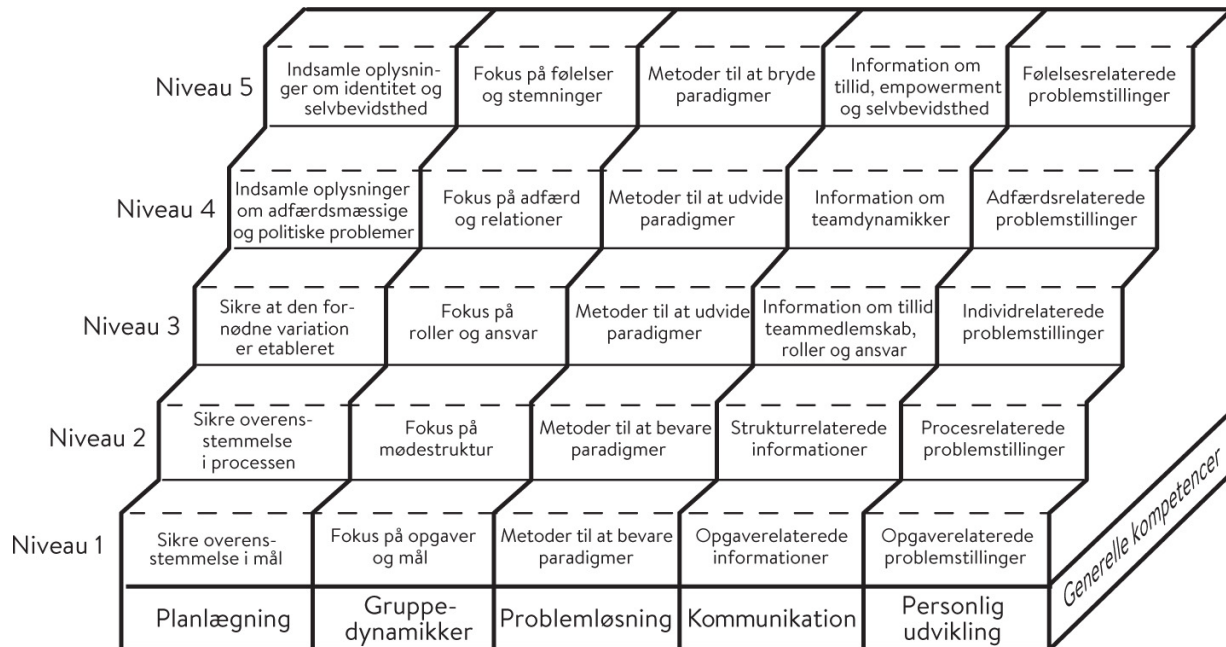 Niveau 5
Indsamle oplysnin-
ger om identitet og
selvbevidsthed
Fokus på følelser
og stemninger
Metoder til at bryde
paradigmer
Information om
tillid, empowerment
og selvbevidsthed
Følelsesrelaterede
problemstillinger
Niveau 4
Indsamle oplysninger
om adfærdsmæssige
og politiske problemer
Fokus på adfærd
og relationer
Metoder til at udvide
paradigmer
Information om
teamdynamikker
Adfærdsrelaterede
problemstillinger
Niveau 3
Sikre at den for-
nødne variation
er etableret
Fokus på
roller og ansvar
Metoder til at udvide
paradigmer
Information om tillid
teammedlemskab,
roller og ansvar
Individrelaterede
problemstillinger
Niveau 2
Sikre overens-
stemmelse
i processen
Fokus på
mødestruktur
Metoder til at bevare
paradigmer
Strukturrelaterede
informationer
Procesrelaterede
problemstillinger
Niveau 1
Sikre overens-
stemmelse i mål
Fokus på opgaver
og mål
Metoder til at bevare
paradigmer
Opgaverelaterede
informationer
Opgaverelaterede
problemstillinger
Planlægning
Gruppe-
dynamikker
Problemløsning
Kommunikation
Personlig
udvikling
Generelle kompetencer